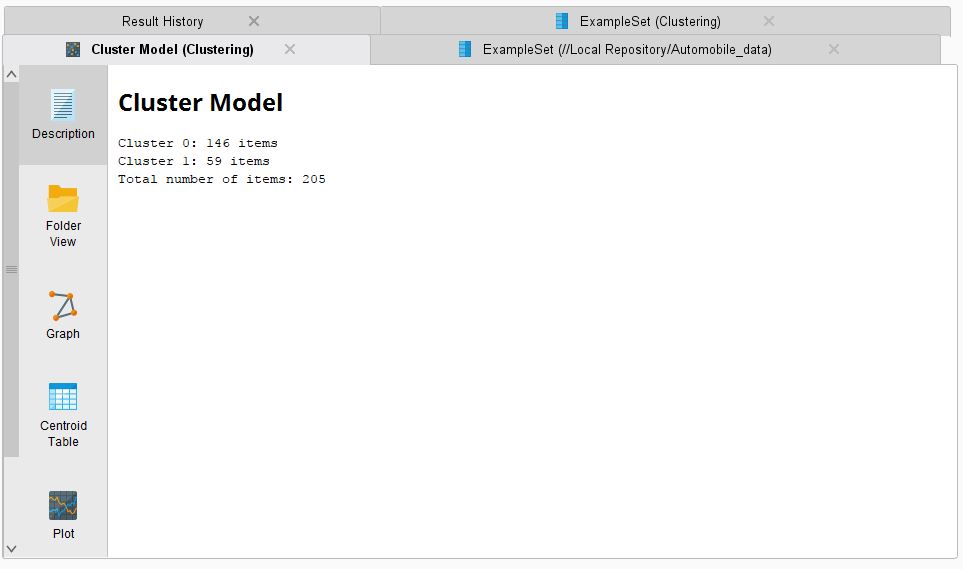 Result History
ExampleSet (Clustering)
Cluster Model (Clustering)
ExampleSet (//Local Repository/Automobile_data)
Description
Folder
View
Graph
Centroid
Table
Plot
Cluster Model
Cluster 0: 146 items
Cluster 1: 59 items
Total number of items: 205